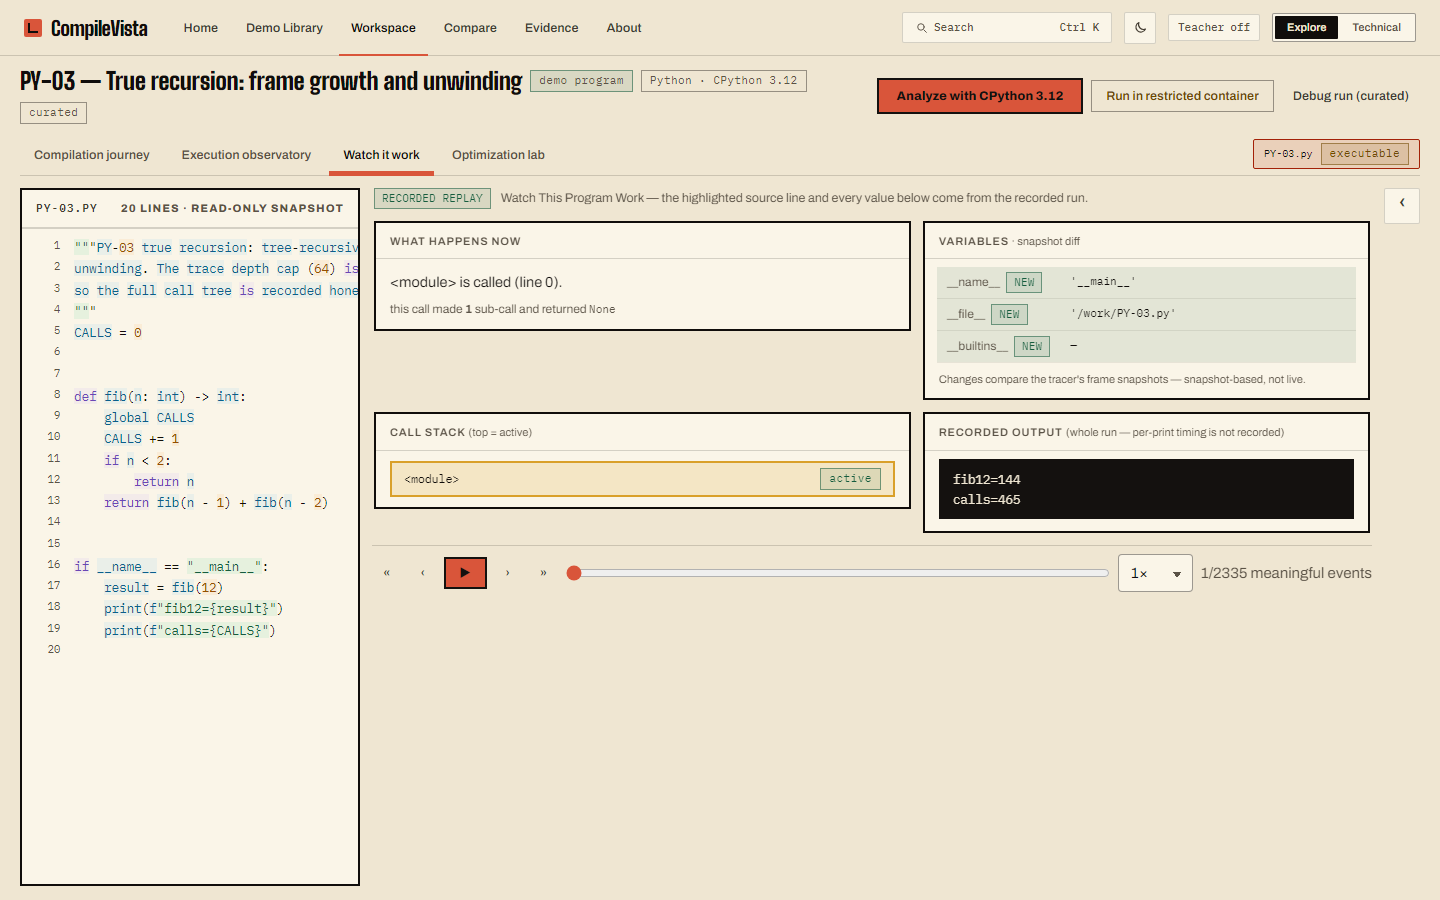 CompileVista
Home
Demo Library
Workspace
Compare
Evidence
About
Search
Ctrl K
Teacher off
Explore
Technical
PY-03 — True recursion: frame growth and unwinding
demo program
Python · CPython 3.12
curated
Analyze with CPython 3.12
Run in restricted container
Debug run (curated)
Compilation journey
Execution observatory
Watch it work
Optimization lab
PY-03.py
executable
PY-03.PY
20 LINES · READ-ONLY SNAPSHOT
1 """PY-03 true recursion: tree-recursiv
2 unwinding. The trace depth cap (64) is
3 so the full call tree is recorded hone
4 """
5 CALLS = 0
6
7
8 def fib(n: int) -> int:
9     global CALLS
10     CALLS += 1
11     if n < 2:
12         return n
13     return fib(n - 1) + fib(n - 2)
14
15
16 if __name__ == "__main__":
17     result = fib(12)
18     print(f"fib12={result}")
19     print(f"calls={CALLS}")
20
RECORDED REPLAY
Watch This Program Work — the highlighted source line and every value below come from the recorded run.
‹
WHAT HAPPENS NOW
<module> is called (line 0).
this call made 1 sub-call and returned None
VARIABLES · snapshot diff
__name__ NEW '__main__'
__file__ NEW '/work/PY-03.py'
__builtins__ NEW —
Changes compare the tracer's frame snapshots — snapshot-based, not live.
CALL STACK (top = active)
<module>
active
RECORDED OUTPUT (whole run — per-print timing is not recorded)
fib12=144
calls=465
« ‹ › »
1×
1/2335 meaningful events